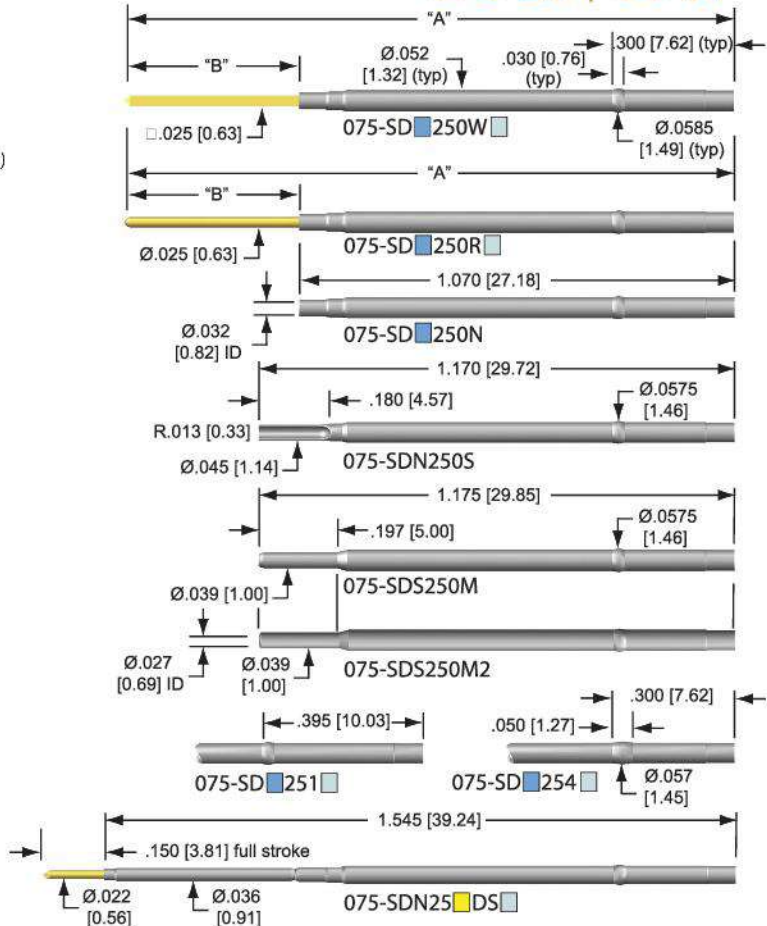 “A”
“B”
Ø.052
[1.32] (typ)
.030 [0.76]
(typ)
.300 [7.62] (typ)
□.025 [0.63]
075-SD 250W
Ø.0585
[1.49] (typ)
)
“A”
“B”
Ø.025 [0.63]
075-SD 250R
1.070 [27.18]
Ø.032
[0.82] ID
075-SD 250N
1.170 [29.72]
.180 [4.57]
Ø.0575
[1.46]
R.013 [0.33]
Ø.045 [1.14]
075-SDN250S
1.175 [29.85]
.197 [5.00]
Ø.0575
[1.46]
Ø.039 [1.00]
075-SDS250M
Ø.027
[0.69] ID
Ø.039
[1.00]
075-SDS250M2
.395 [10.03]
.050 [1.27]
.300 [7.62]
075-SD 251
075-SD 254
Ø.057
[1.45]
1.545 [39.24]
.150 [3.81] full stroke
Ø.022
[0.56]
Ø.036
[0.91]
075-SDN25 DS